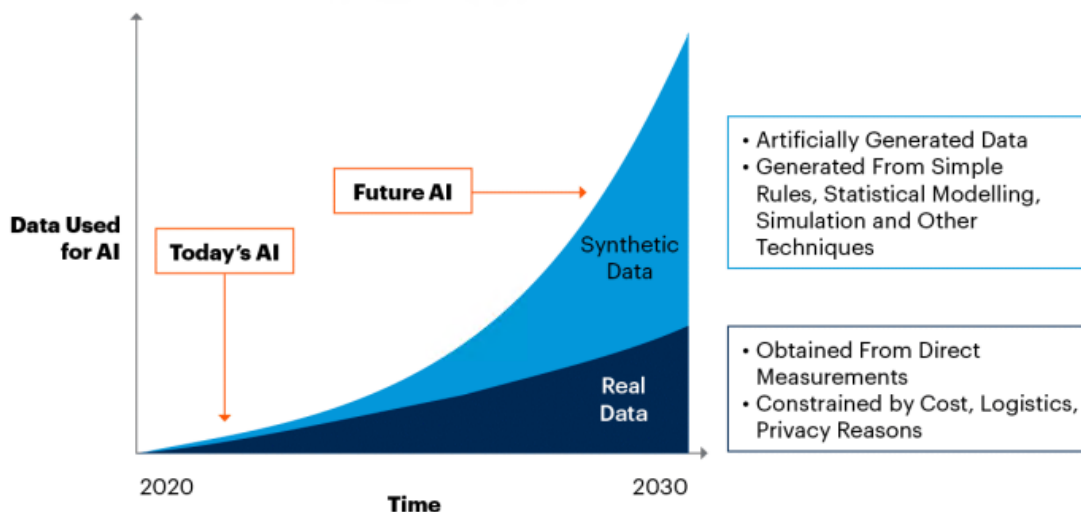 Data Used
for AI
Today's AI
Future AI
Synthetic
Data
Real
Data
2020
2030
Time
• Artificially Generated Data
• Generated From Simple
Rules, Statistical Modelling,
Simulation and Other
Techniques
• Obtained From Direct
Measurements
• Constrained by Cost, Logistics,
Privacy Reasons